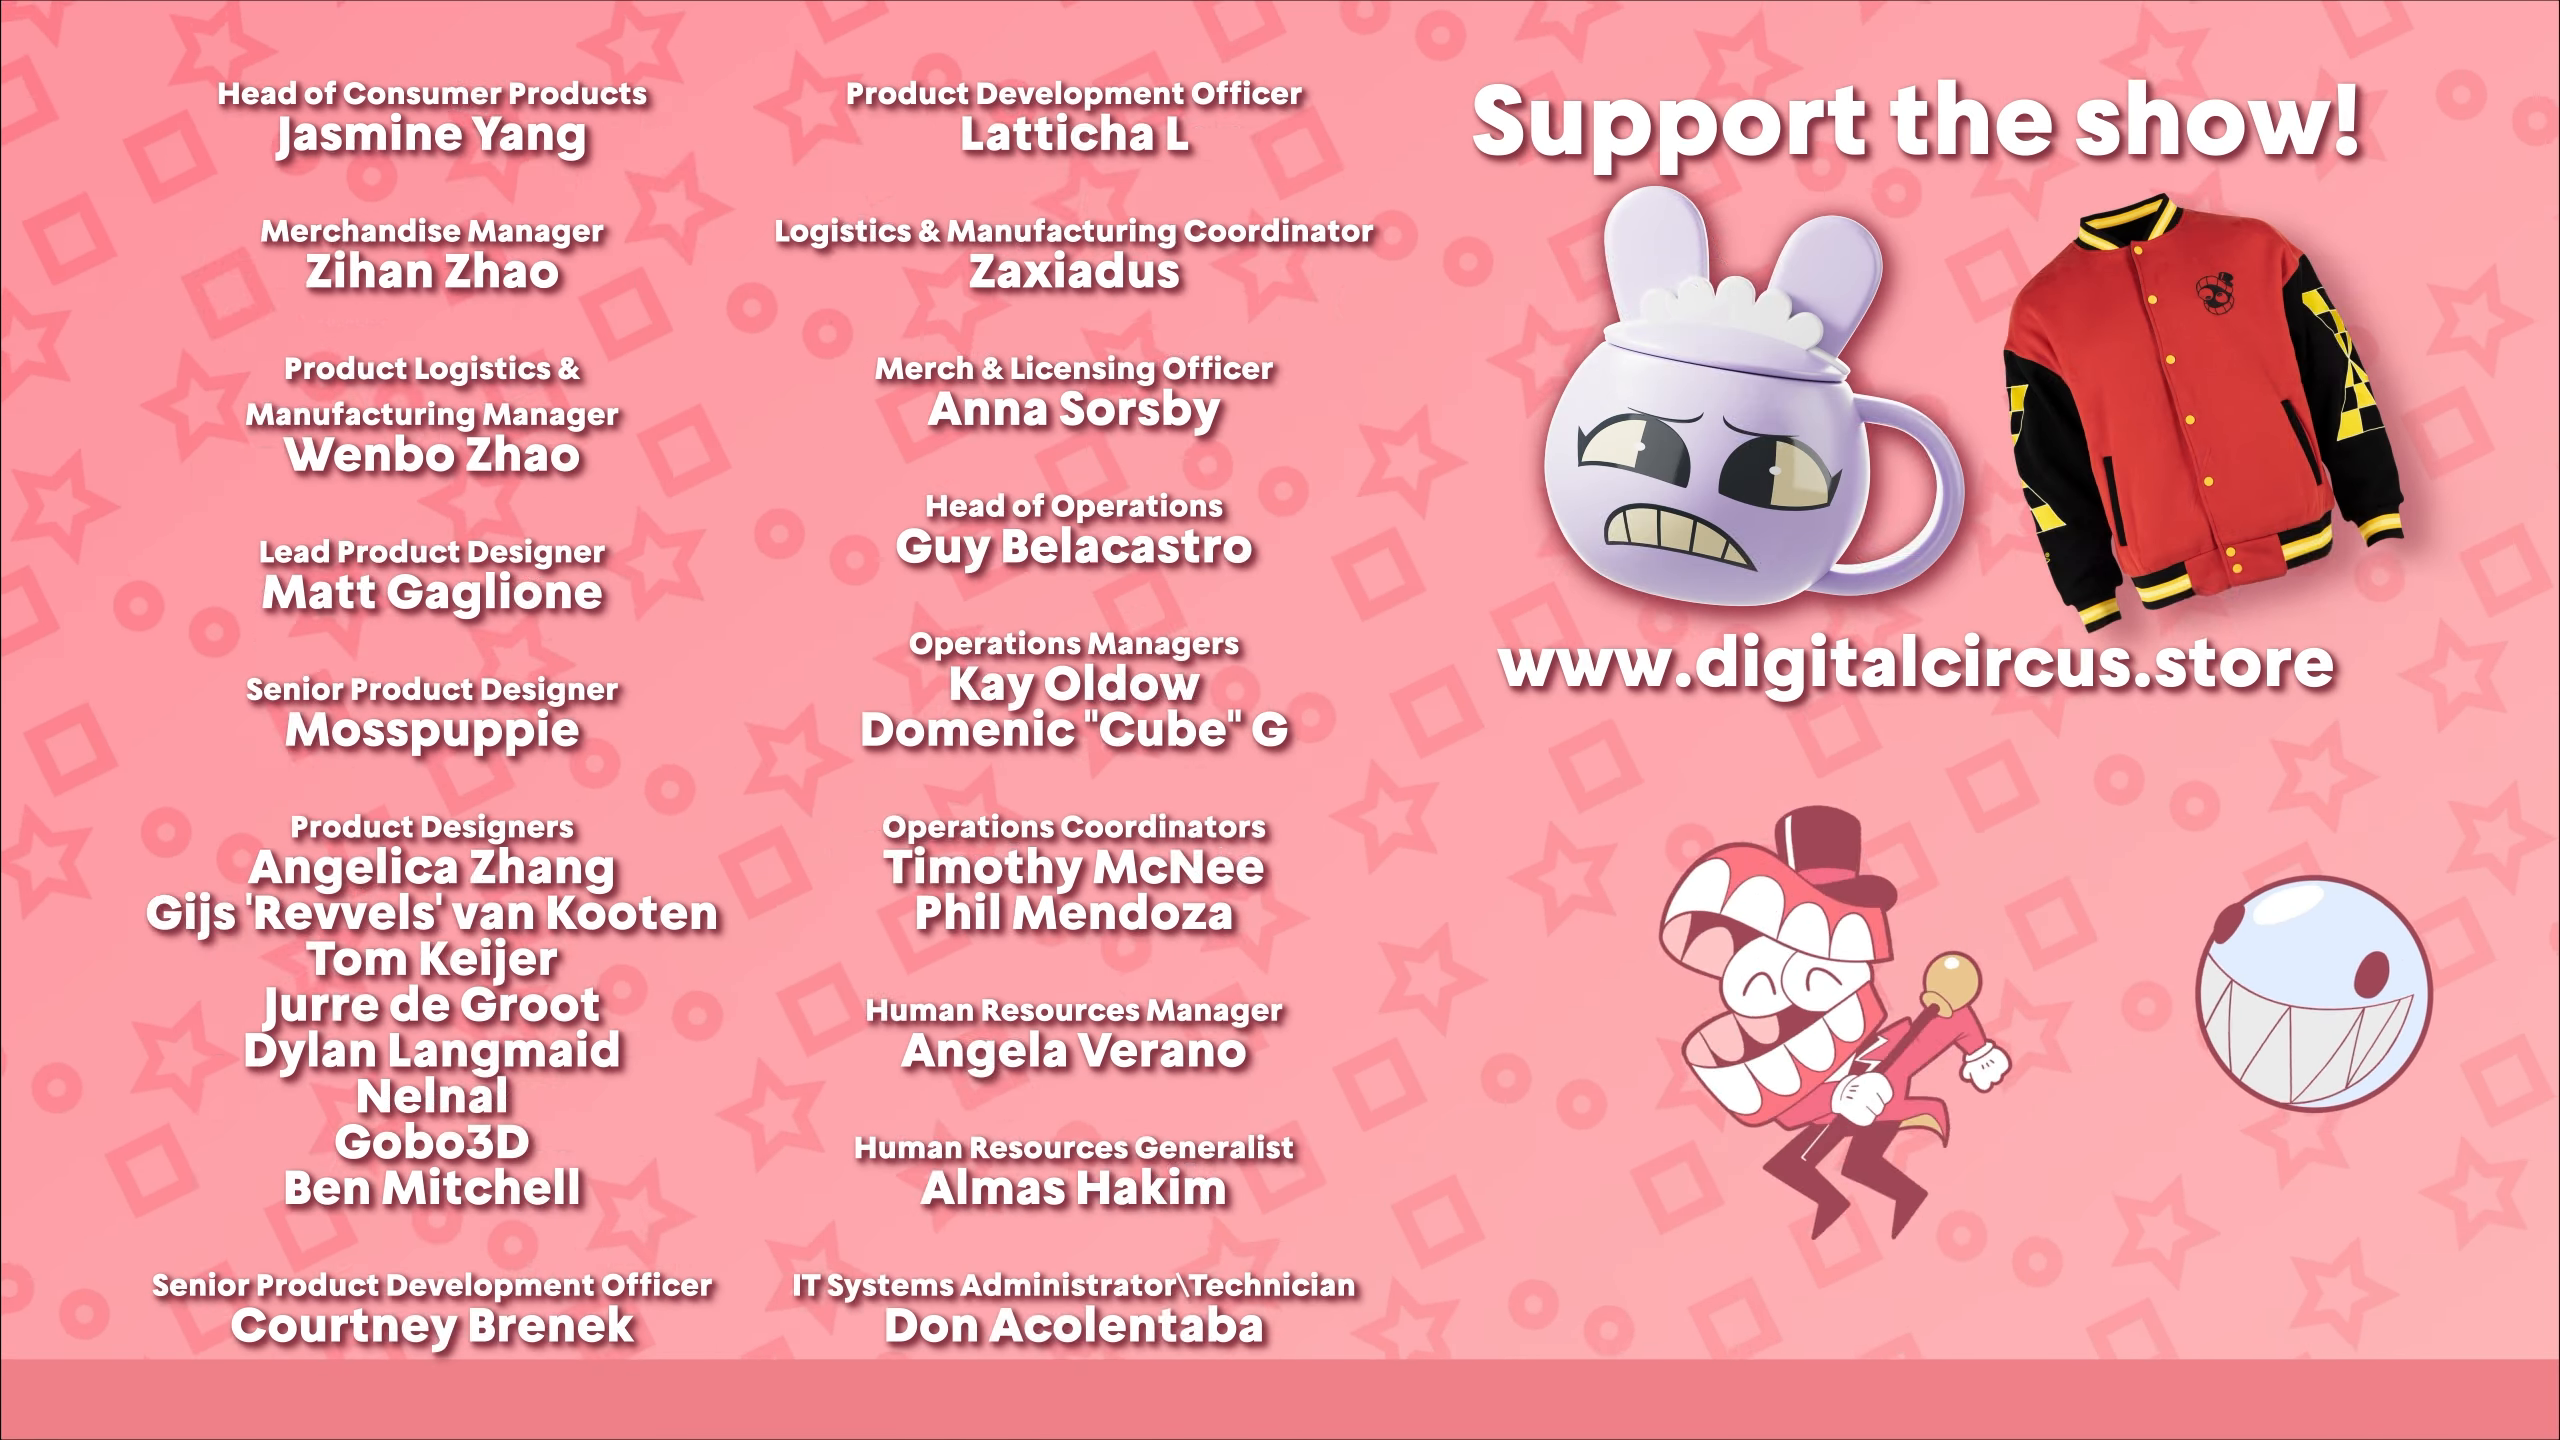 Head of Consumer Products
Jasmine Yang
Merchandise Manager
Zihan Zhao
Product Logistics &
Manufacturing Manager
Wenbo Zhao
Lead Product Designer
Matt Gaglione
Senior Product Designer
Mosspuppie
Product Designers
Angelica Zhang
Gijs 'Revvels' van Kooten
Tom Keijer
Jurre de Groot
Dylan Langmaid
Nelnal
Gobo3D
Ben Mitchell
Senior Product Development Officer
Courtney Brenek
Product Development Officer
Latticha L
Logistics & Manufacturing Coordinator
Zaxiadus
Merch & Licensing Officer
Anna Sorsby
Head of Operations
Guy Belacastro
Operations Managers
Kay Oldow
Domenic "Cube" G
Operations Coordinators
Timothy McNee
Phil Mendoza
Human Resources Manager
Angela Verano
Human Resources Generalist
Almas Hakim
IT Systems Administrator\Technician
Don Acolentaba
Support the show!
www.digitalcircus.store